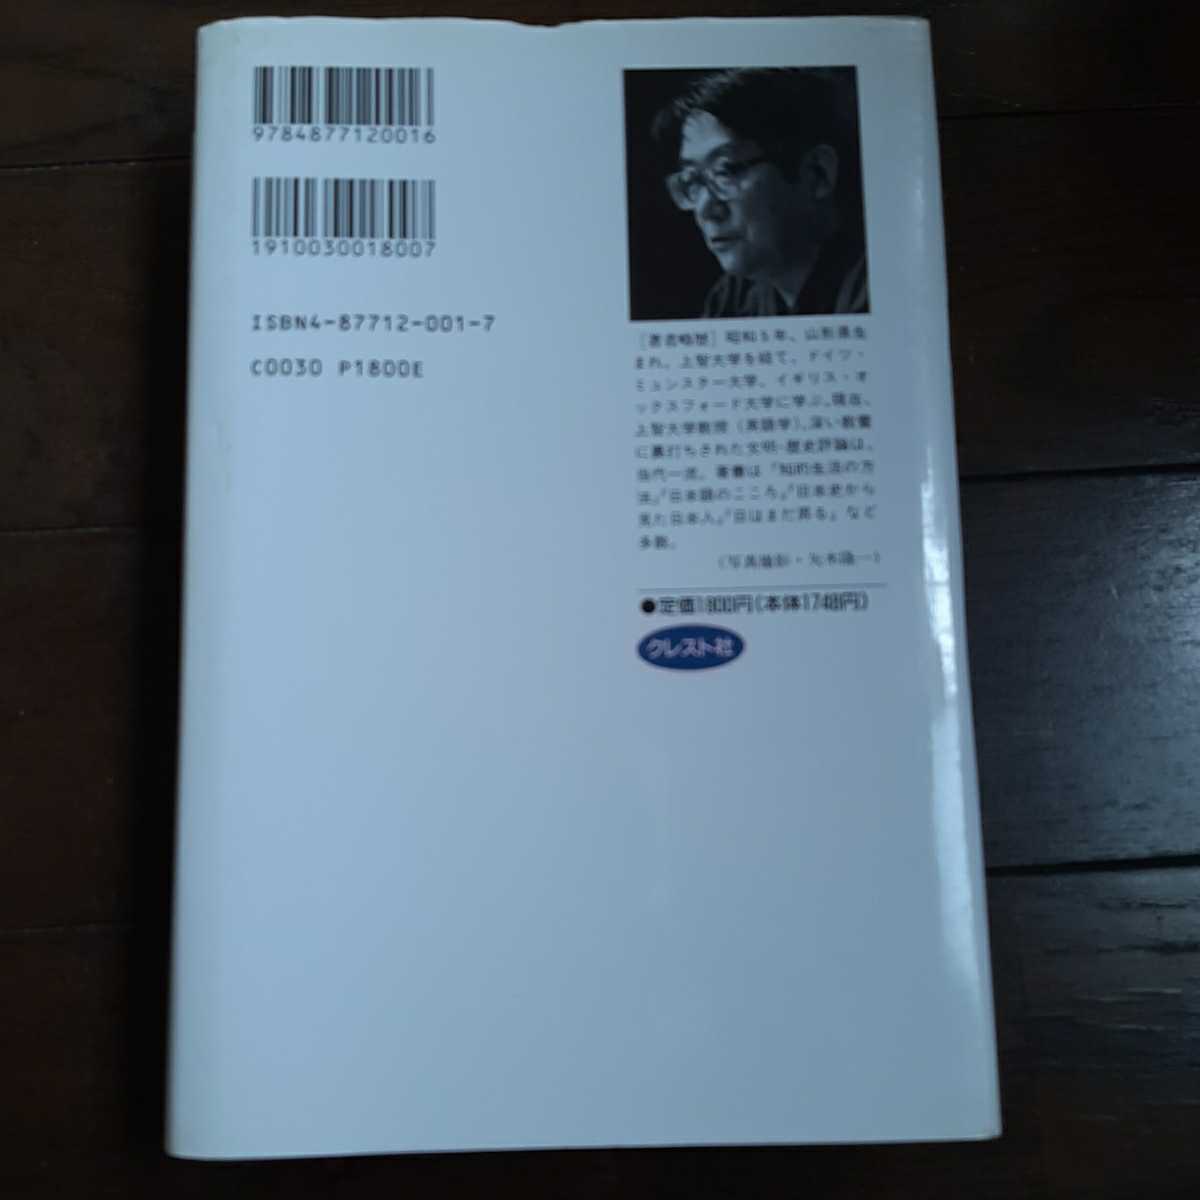 9784877120016
1910030018007
ISBN4-87712-001-7
C0030 P1800E
[著者略歴]昭和5年、山形県生
まれ。上智大学を経て、ドイツ・
ミュンスター大学、イギリス・オ
ックスフォード大学に学ぶ。現在、
上智大学教授（英語学）。深い教養
に裏打ちされた文明・歴史評論は、
当代一流。著書は『知的生活の方
法』『日本語のこころ』『日本史から
見た日本人』『日はまだ昇る』など
多数。
（写真撮影・矢本隆一）
●定価1800円（本体1748円）
クレスト社